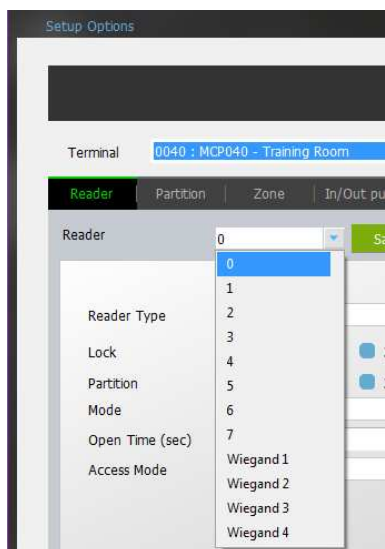 Setup Options
Terminal 0040 : MCP040 - Training Room
Reader Partition Zone In/Out pu
Reader 0 Sa
0
1
Reader Type 2
3
Lock 4
Partition 5
Mode 6
Open Time (sec) 7
Access Mode Wiegand 1
Wiegand 2
Wiegand 3
Wiegand 4